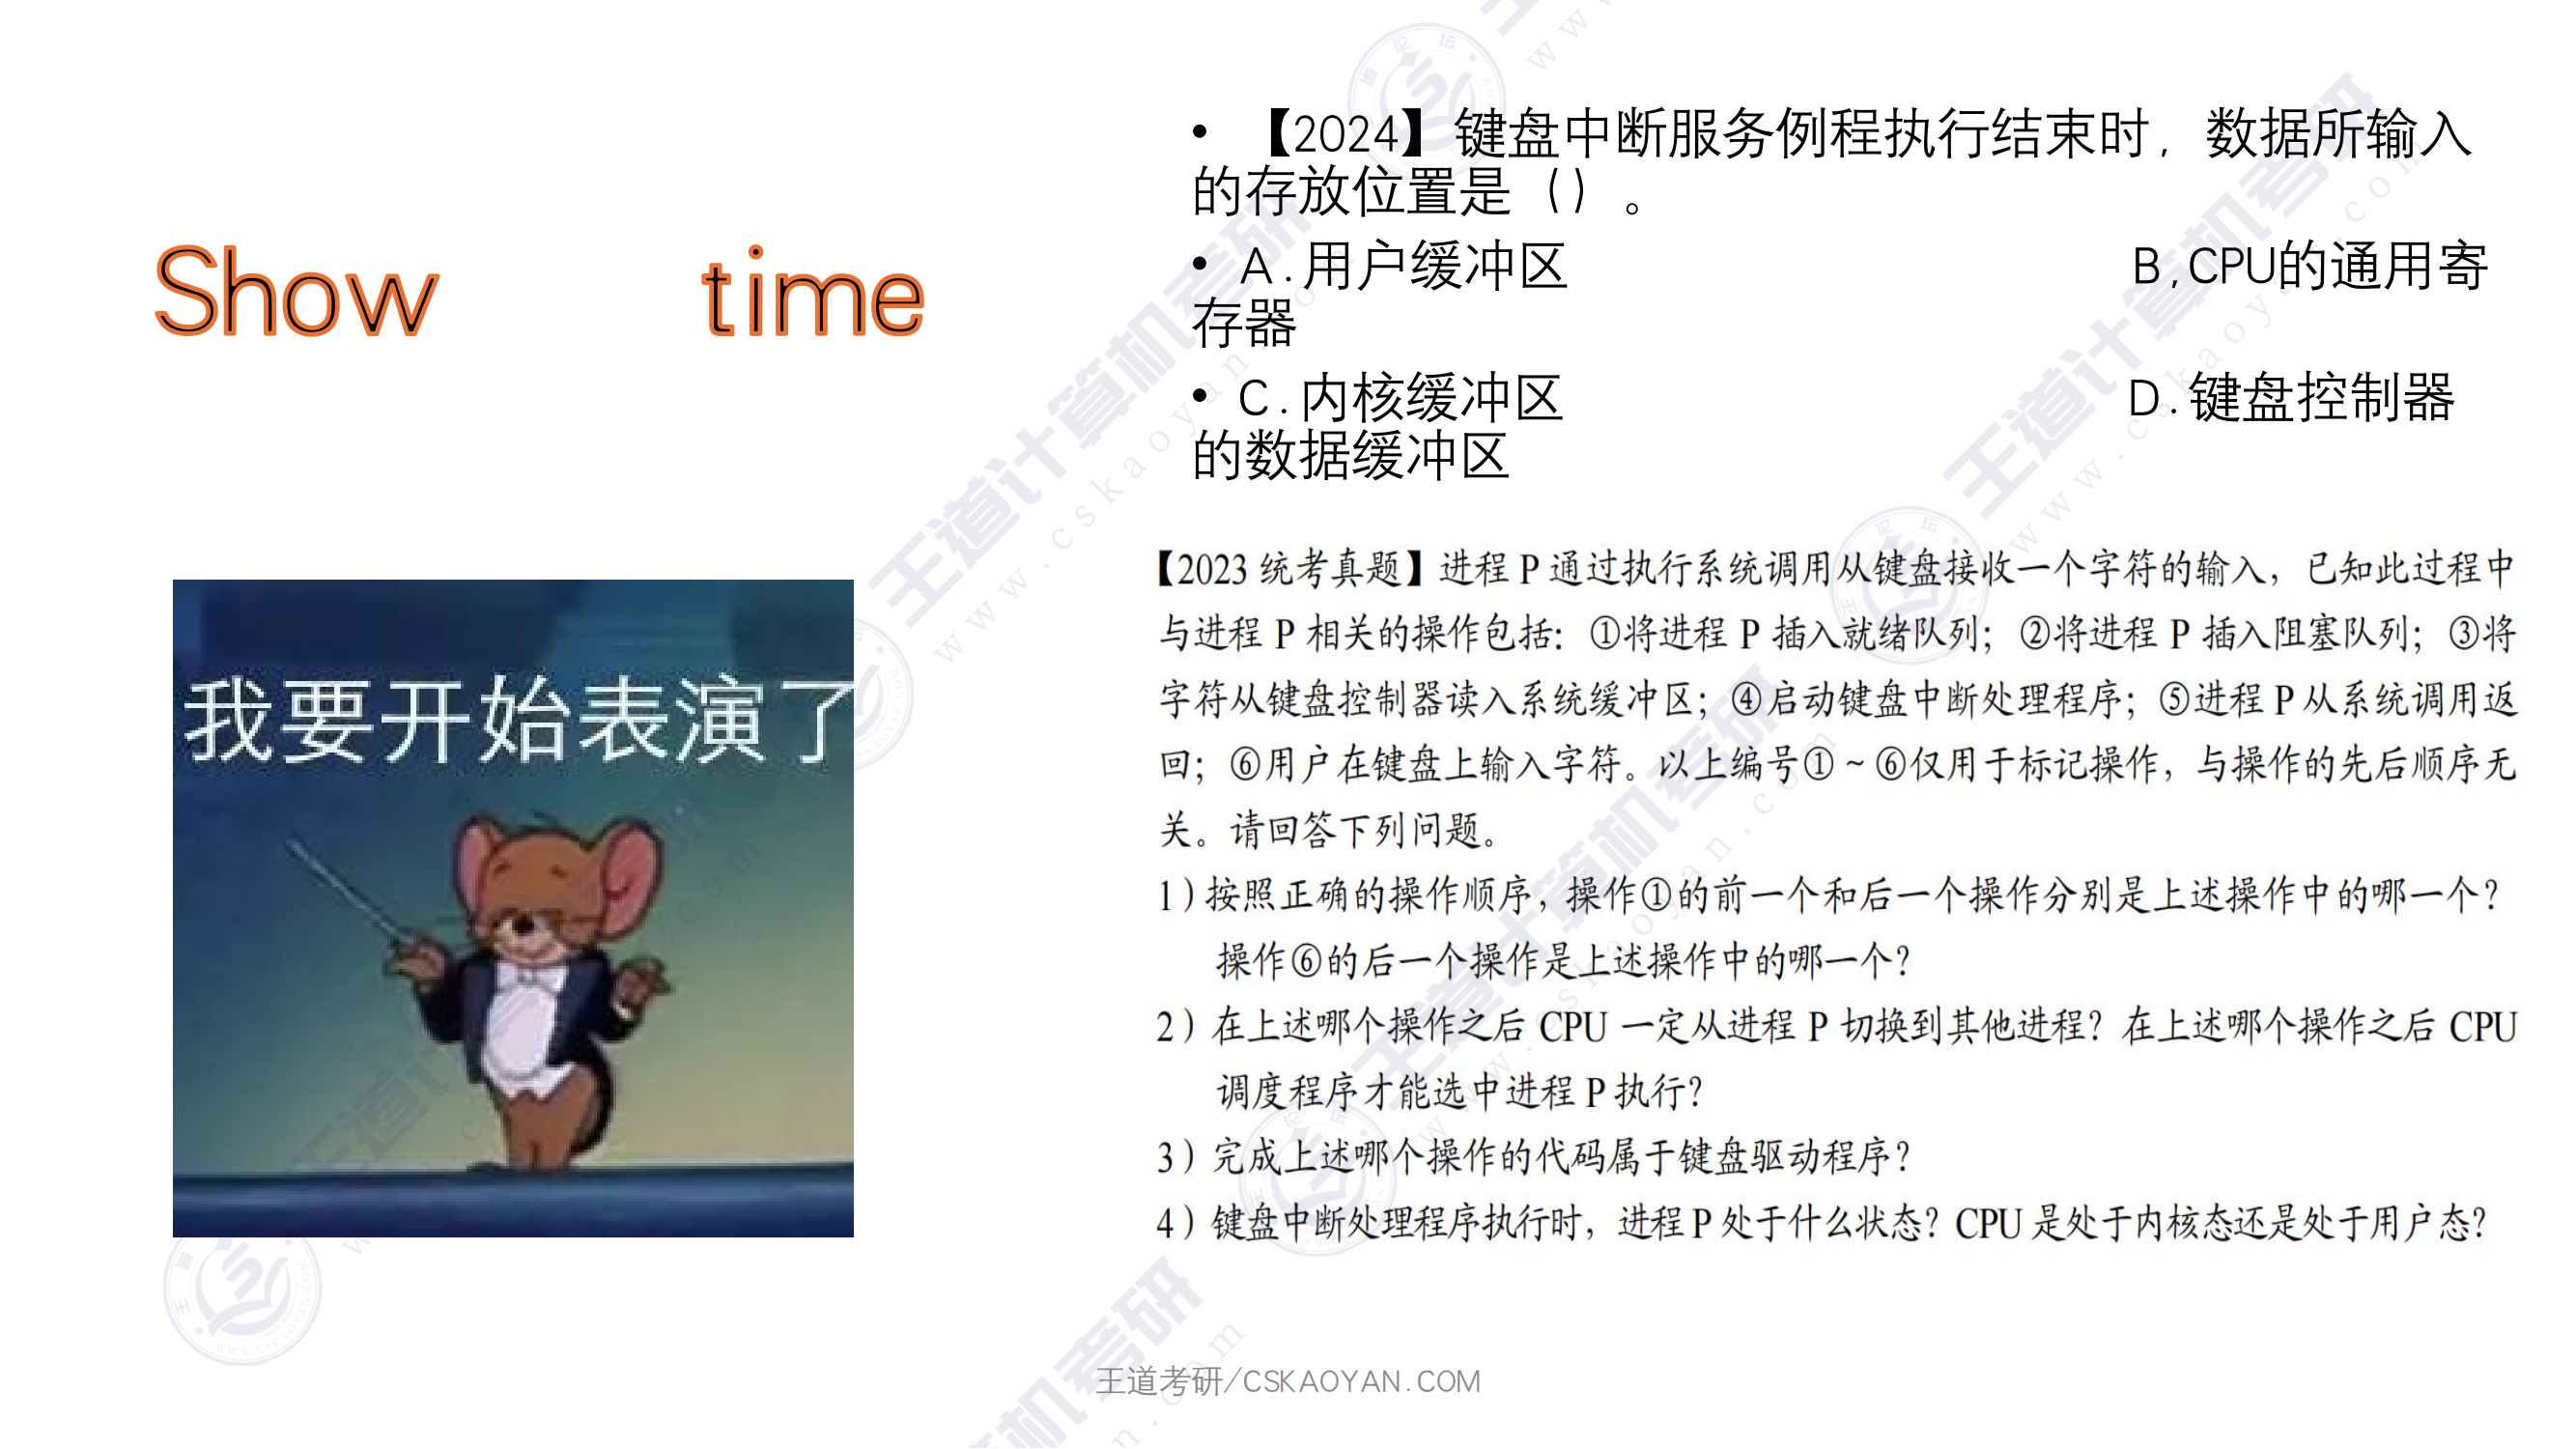 Show time
我要开始表演了
• 【2024】键盘中断服务例程执行结束时，数据所输入
的存放位置是（）。
• A.用户缓冲区 B,CPU的通用寄
存器
• C.内核缓冲区 D.键盘控制器
的数据缓冲区
【2023 统考真题】进程 P 通过执行系统调用从键盘接收一个字符的输入，已知此过程中
与进程 P 相关的操作包括：①将进程 P 插入就绪队列；②将进程 P 插入阻塞队列；③将
字符从键盘控制器读入系统缓冲区；④启动键盘中断处理程序；⑤进程 P 从系统调用返
回；⑥用户在键盘上输入字符。以上编号①～⑥仅用于标记操作，与操作的先后顺序无
关。请回答下列问题。
1）按照正确的操作顺序，操作①的前一个和后一个操作分别是上述操作中的哪一个？
操作⑥的后一个操作是上述操作中的哪一个？
2）在上述哪个操作之后 CPU 一定从进程 P 切换到其他进程？在上述哪个操作之后 CPU
调度程序才能选中进程 P 执行？
3）完成上述哪个操作的代码属于键盘驱动程序？
4）键盘中断处理程序执行时，进程 P 处于什么状态？CPU 是处于内核态还是处于用户态？
王道考研/CSKAOYAN.COM
王道计算机考研
www.cskaoyan.com